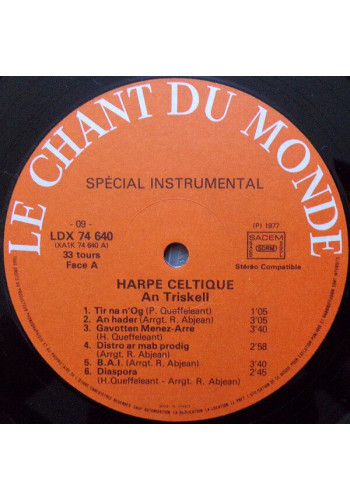 LE CHANT DU MONDE
SPÉCIAL INSTRUMENTAL
- 09 -
LDX 74 640
(XA1K 74 640 A)
33 tours
Face A
(P) 1977
SACEM
SDRM
Stéréo Compatible
HARPE CELTIQUE
An Triskell
1. Tir na n'Og (P. Queffeleant) 1'05
2. An hader (Arrgt. R. Abjean) 3'05
3. Gavotten Menez-Arre 3'40
(H. Queffeleant)
4. Distro ar mab prodig 2'58
(Arrgt. R. Abjean)
5. B.A.I. (Arrgt. R. Abjean) 3'40
6. Diaspora 2'45
(H.Queffeleant - Arrgt. R. Abjean)